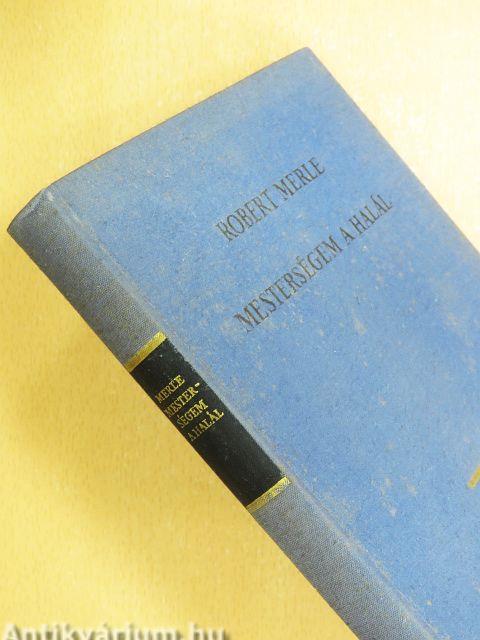 ROBERT MERLE
MESTERSÉGEM A HALÁL
MERLE
MESTER-
SÉGEM
A HALÁL
Antikvárium.hu